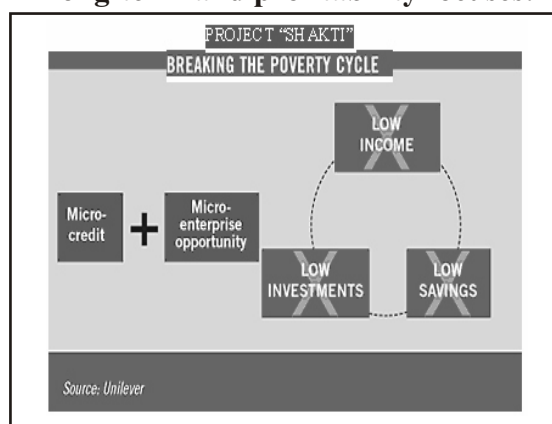 PROJECT "SHAKTI"
BREAKING THE POVERTY CYCLE
LOW
INCOME
Micro-
credit
+
Micro-
enterprise
opportunity
LOW
INVESTMENTS
LOW
SAVINGS
Source: Unilever